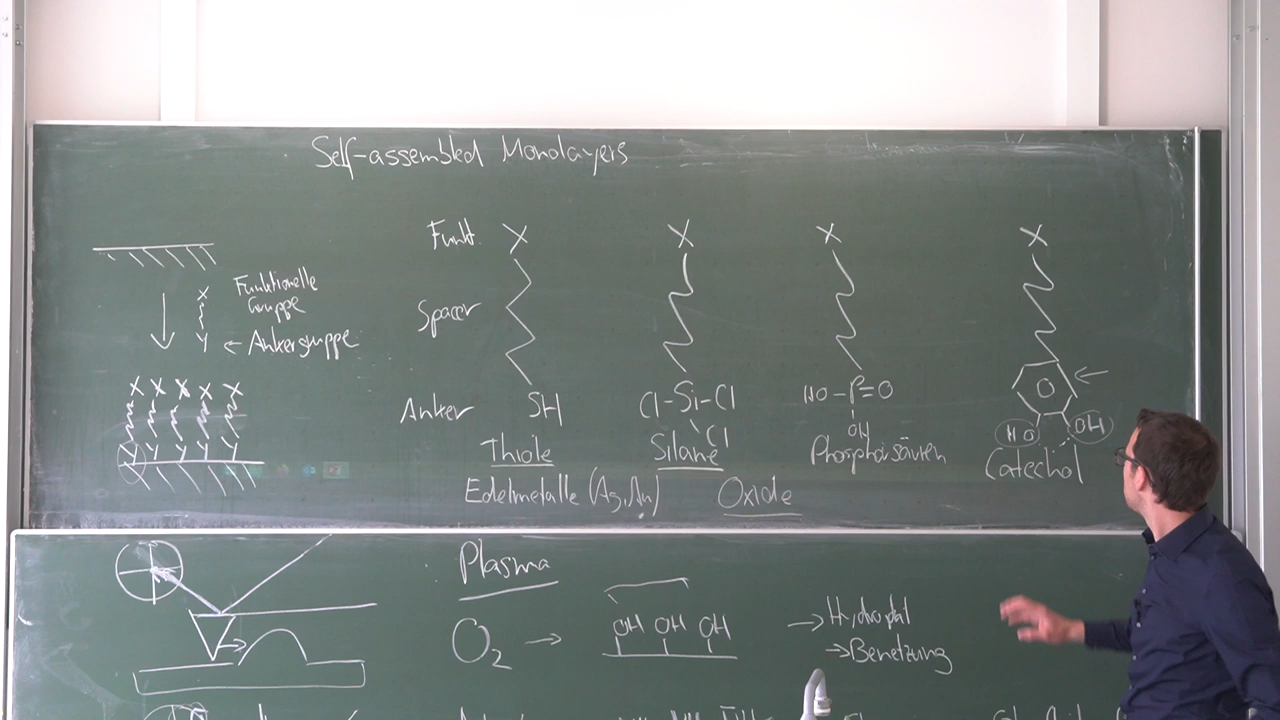 Self-assembled Monolayers
Funkt. X X X X
X Funktionelle
Gruppe
Spacer
Y ← Ankergruppe
X X X X X
Anker SH Cl-Si-Cl HO-P=O
Cl OH HO OH
Y Y Y Y Y
Thiole Silane Phosphorsäuren Catechol
Edelmetalle (Ag, Au) Oxide
Plasma
O2 → OH OH OH → Hydrophil
→ Benetzung